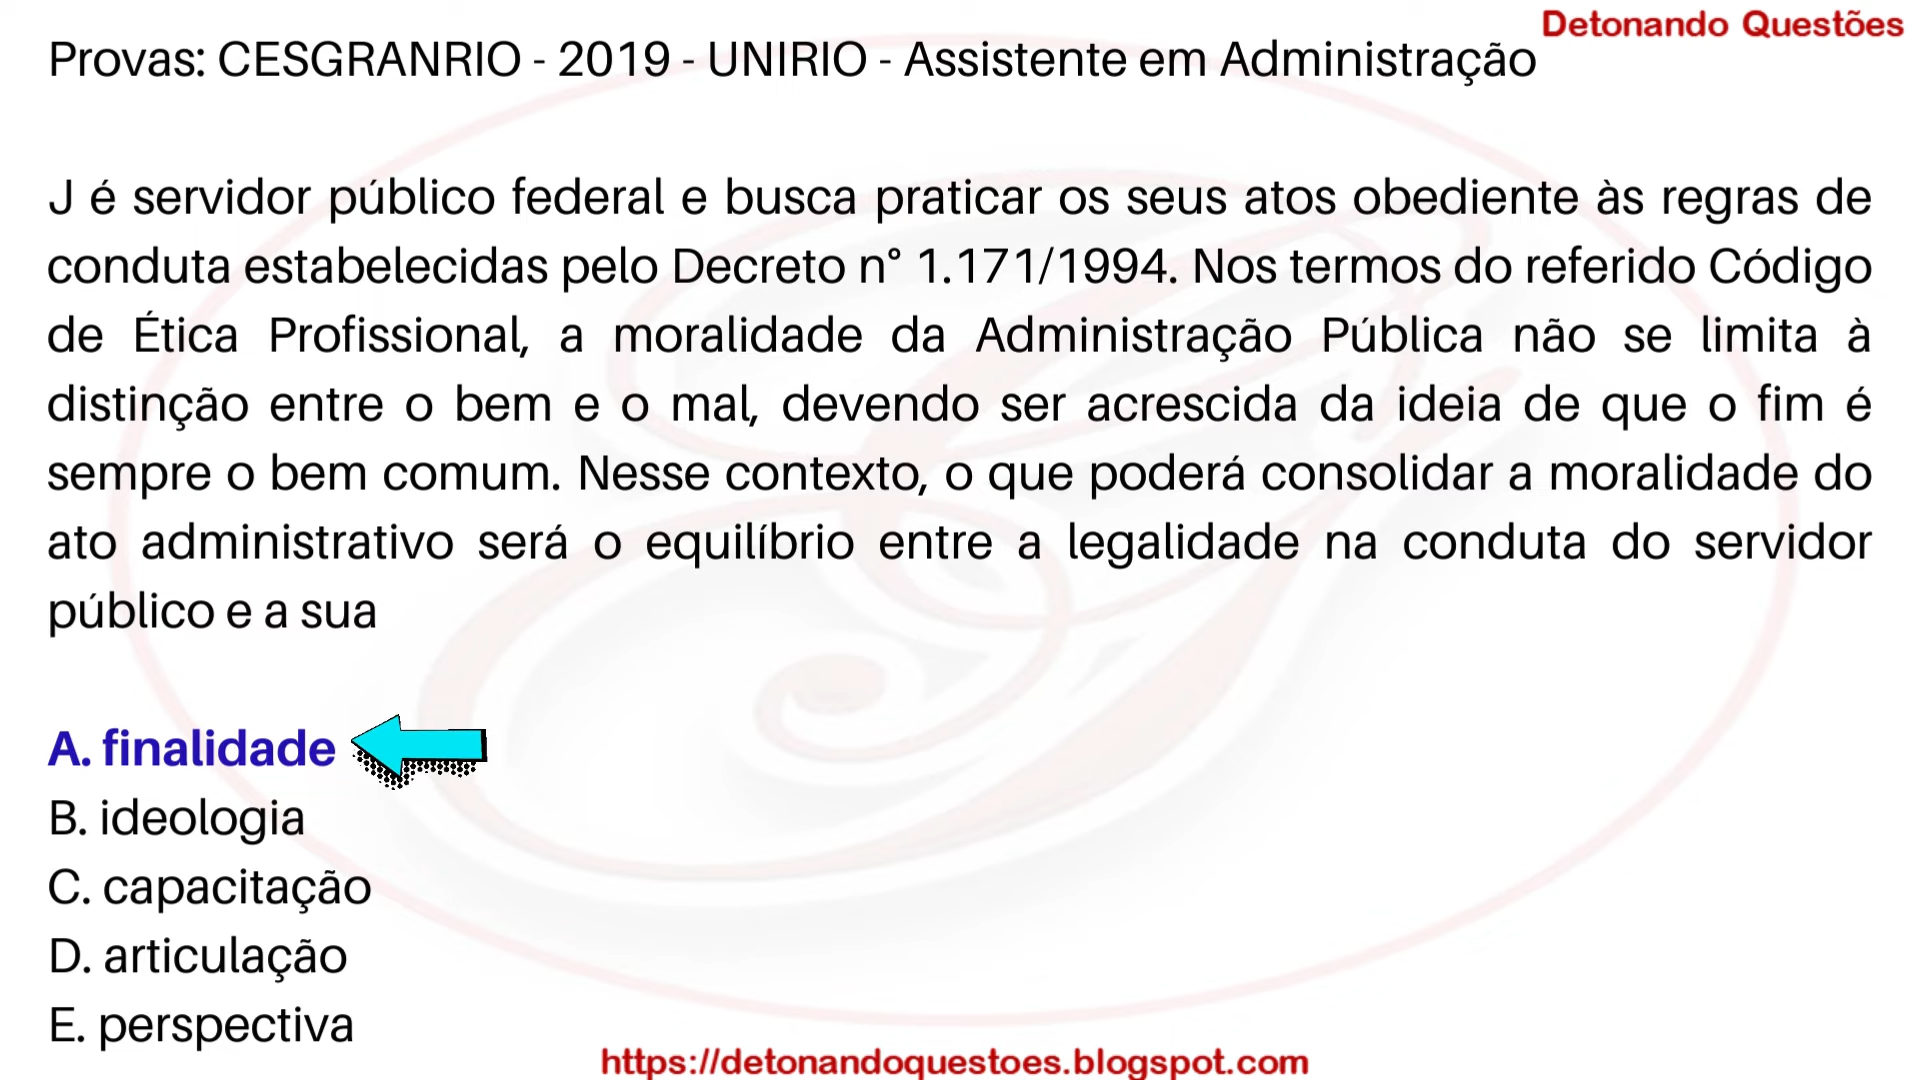 Detonando Questões
Provas: CESGRANRIO - 2019 - UNIRIO - Assistente em Administração
J é servidor público federal e busca praticar os seus atos obediente às regras de
conduta estabelecidas pelo Decreto n° 1.171/1994. Nos termos do referido Código
de Ética Profissional, a moralidade da Administração Pública não se limita à
distinção entre o bem e o mal, devendo ser acrescida da ideia de que o fim é
sempre o bem comum. Nesse contexto, o que poderá consolidar a moralidade do
ato administrativo será o equilíbrio entre a legalidade na conduta do servidor
público e a sua
A. finalidade
B. ideologia
C. capacitação
D. articulação
E. perspectiva
https://detonandoquestoes.blogspot.com